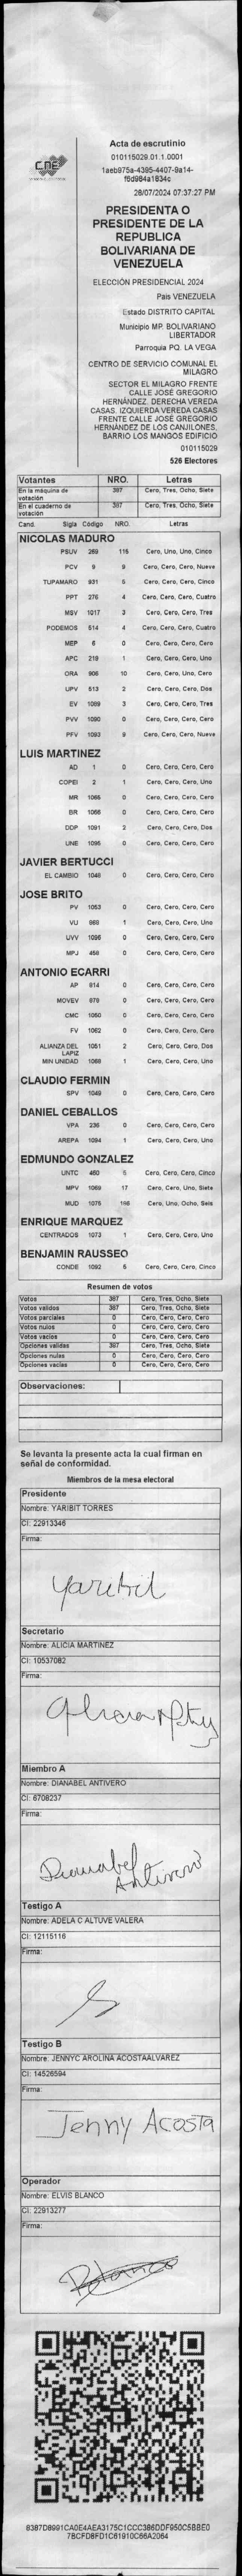 CNE
Acta de escrutinio
010115029.01.1.0001
1aeb975a-4395-4407-9a14-
f6d984a1834c
28/07/2024 07:37:27 PM
PRESIDENTA O
PRESIDENTE DE LA
REPUBLICA
BOLIVARIANA DE
VENEZUELA
ELECCIÓN PRESIDENCIAL 2024
Pais VENEZUELA
Estado DISTRITO CAPITAL
Municipio MP. BOLIVARIANO
LIBERTADOR
Parroquia PQ. LA VEGA
CENTRO DE SERVICIO COMUNAL EL
MILAGRO
SECTOR EL MILAGRO FRENTE
CALLE JOSÉ GREGORIO
HERNÁNDEZ. DERECHA VEREDA
CASAS. IZQUIERDA VEREDA CASAS
FRENTE CALLE JOSÉ GREGORIO
HERNÁNDEZ DE LOS CANJILONES.
BARRIO LOS MANGOS EDIFICIO
010115029
526 Electores
Votantes NRO. Letras
En la máquina de votación 387 Cero, Tres, Ocho, Siete
En el cuaderno de votación 387 Cero, Tres, Ocho, Siete
Cand. Sigla Código NRO. Letras
NICOLAS MADURO
PSUV 269 115 Cero, Uno, Uno, Cinco
PCV 9 9 Cero, Cero, Cero, Nueve
TUPAMARO 931 5 Cero, Cero, Cero, Cinco
PPT 276 4 Cero, Cero, Cero, Cuatro
MSV 1017 3 Cero, Cero, Cero, Tres
PODEMOS 514 4 Cero, Cero, Cero, Cuatro
MEP 6 0 Cero, Cero, Cero, Cero
APC 219 1 Cero, Cero, Cero, Uno
ORA 906 10 Cero, Cero, Uno, Cero
UPV 513 2 Cero, Cero, Cero, Dos
EV 1089 3 Cero, Cero, Cero, Tres
PVV 1090 0 Cero, Cero, Cero, Cero
PFV 1093 9 Cero, Cero, Cero, Nueve
LUIS MARTINEZ
AD 1 0 Cero, Cero, Cero, Cero
COPEI 2 1 Cero, Cero, Cero, Uno
MR 1065 0 Cero, Cero, Cero, Cero
BR 1056 0 Cero, Cero, Cero, Cero
DDP 1091 2 Cero, Cero, Cero, Dos
UNE 1095 0 Cero, Cero, Cero, Cero
JAVIER BERTUCCI
EL CAMBIO 1048 0 Cero, Cero, Cero, Cero
JOSE BRITO
PV 1053 0 Cero, Cero, Cero, Cero
VU 989 1 Cero, Cero, Cero, Uno
UVV 1096 0 Cero, Cero, Cero, Cero
MPJ 458 0 Cero, Cero, Cero, Cero
ANTONIO ECARRI
AP 914 0 Cero, Cero, Cero, Cero
MOVEV 979 0 Cero, Cero, Cero, Cero
CMC 1050 0 Cero, Cero, Cero, Cero
FV 1062 0 Cero, Cero, Cero, Cero
ALIANZA DEL LAPIZ 1051 2 Cero, Cero, Cero, Dos
MIN UNIDAD 1088 1 Cero, Cero, Cero, Uno
CLAUDIO FERMIN
SPV 1049 0 Cero, Cero, Cero, Cero
DANIEL CEBALLOS
VPA 236 0 Cero, Cero, Cero, Cero
AREPA 1094 1 Cero, Cero, Cero, Uno
EDMUNDO GONZALEZ
UNTC 460 5 Cero, Cero, Cero, Cinco
MPV 1069 17 Cero, Cero, Uno, Siete
MUD 1075 186 Cero, Uno, Ocho, Seis
ENRIQUE MARQUEZ
CENTRADOS 1073 1 Cero, Cero, Cero, Uno
BENJAMIN RAUSSEO
CONDE 1092 5 Cero, Cero, Cero, Cinco
Resumen de votos
Votos 387 Cero, Tres, Ocho, Siete
Votos validos 387 Cero, Tres, Ocho, Siete
Votos parciales 0 Cero, Cero, Cero, Cero
Votos nulos 0 Cero, Cero, Cero, Cero
Votos vacios 0 Cero, Cero, Cero, Cero
Opciones validas 387 Cero, Tres, Ocho, Siete
Opciones nulas 0 Cero, Cero, Cero, Cero
Opciones vacias 0 Cero, Cero, Cero, Cero
Observaciones:
Se levanta la presente acta la cual firman en
señal de conformidad.
Miembros de la mesa electoral
Presidente
Nombre: YARIBIT TORRES
CI: 22913346
Firma:
Yaribit
Secretario
Nombre: ALICIA MARTINEZ
CI: 10537082
Firma:
Miembro A
Nombre: DIANABEL ANTIVERO
CI: 6708237
Firma:
Dianabel
Antivero
Testigo A
Nombre: ADELA C ALTUVE VALERA
CI: 12115116
Firma:
Testigo B
Nombre: JENNYC AROLINA ACOSTAALVAREZ
CI: 14526594
Firma:
Jenny Acosta
Operador
Nombre: ELVIS BLANCO
CI: 22913277
Firma:
Blanco
8387D8991CA0E4AEA3175C1CCC386DDF950C5BBE0
7BCFD8FD1C61910C66A2064